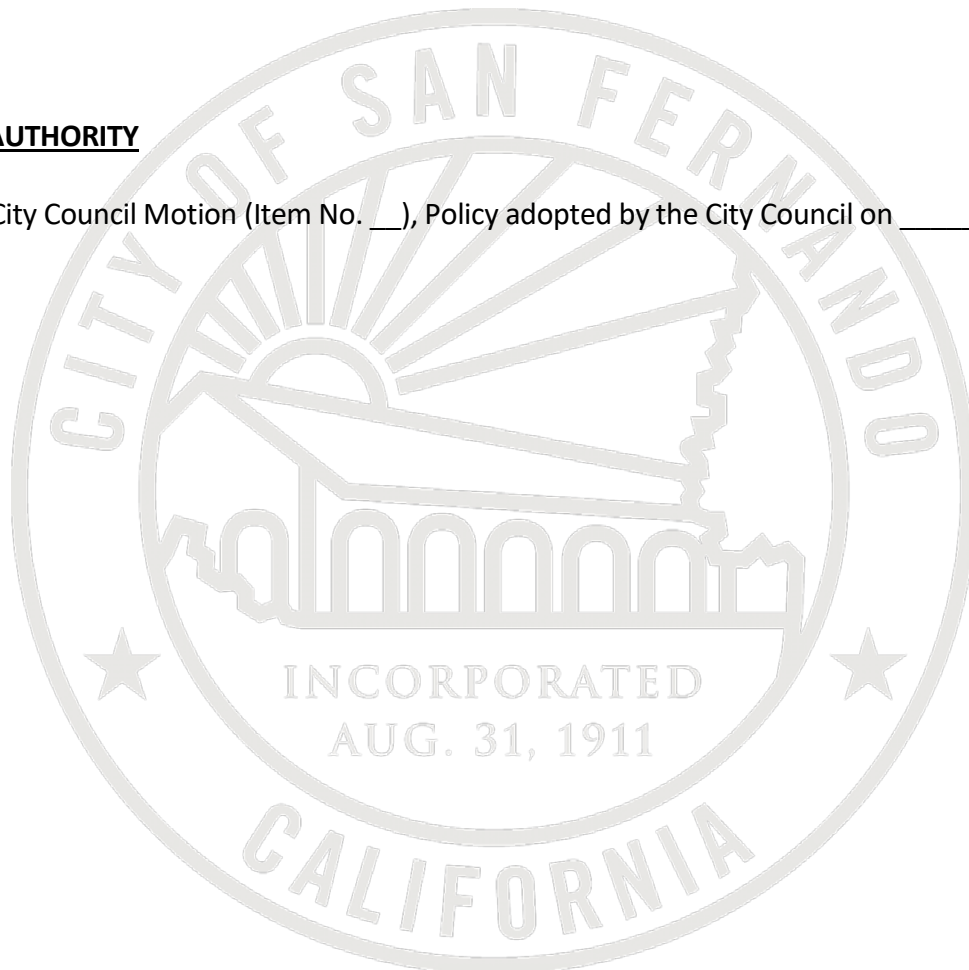 AUTHORITY
City Council Motion (Item No. __), Policy adopted by the City Council on _____
CITY OF SAN FERNANDO
INCORPORATED
AUG. 31, 1911
CALIFORNIA